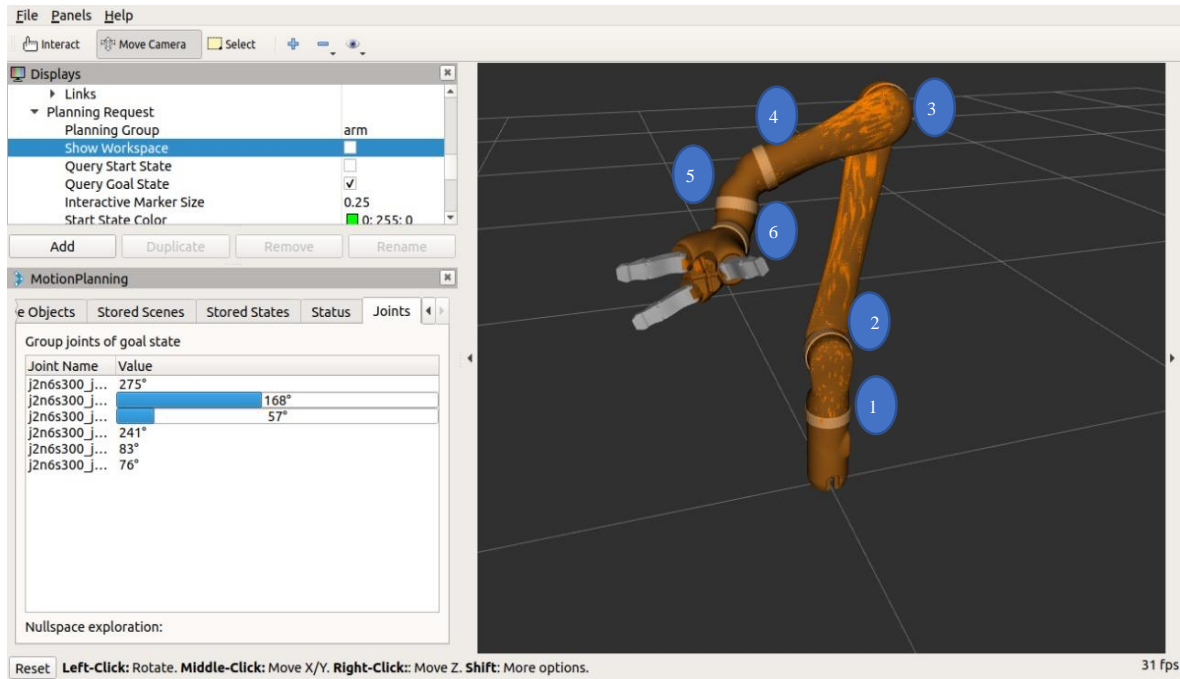 File Panels Help
Interact Move Camera Select
Displays
Links
Planning Request
Planning Group arm
Show Workspace
Query Start State
Query Goal State
Interactive Marker Size 0.25
Start State Color 0; 255; 0
Add Duplicate Remove Rename
MotionPlanning
e Objects Stored Scenes Stored States Status Joints
Group joints of goal state
Joint Name Value
j2n6s300_j... 275°
j2n6s300_j... 168°
j2n6s300_j... 57°
j2n6s300_j... 241°
j2n6s300_j... 83°
j2n6s300_j... 76°
Nullspace exploration:
3
4
5
6
2
1
Reset Left-Click: Rotate. Middle-Click: Move X/Y. Right-Click:: Move Z. Shift: More options. 31 fps